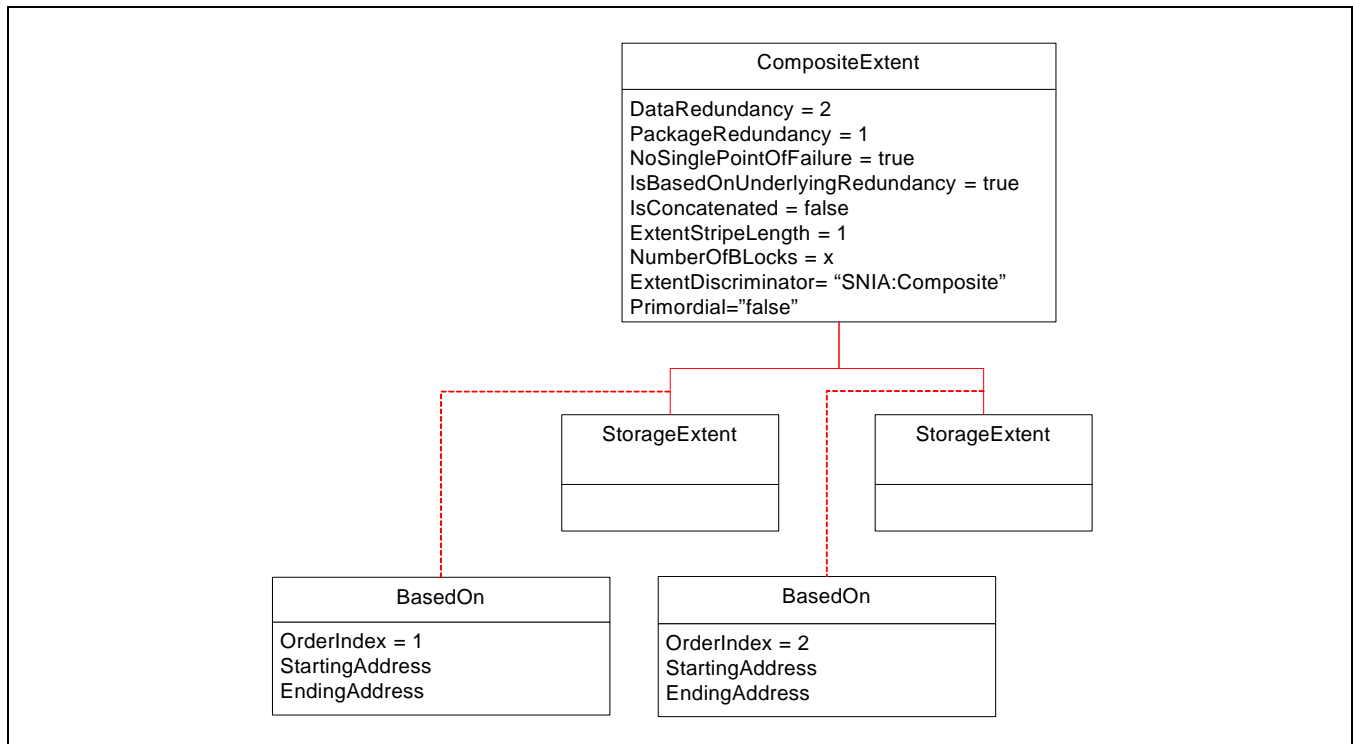 CompositeExtent
DataRedundancy = 2
PackageRedundancy = 1
NoSinglePointOfFailure = true
IsBasedOnUnderlyingRedundancy = true
IsConcatenated = false
ExtentStripeLength = 1
NumberOfBLocks = x
ExtentDiscriminator= “SNIA:Composite”
Primordial=”false”
StorageExtent
StorageExtent
BasedOn
OrderIndex = 1
StartingAddress
EndingAddress
BasedOn
OrderIndex = 2
StartingAddress
EndingAddress